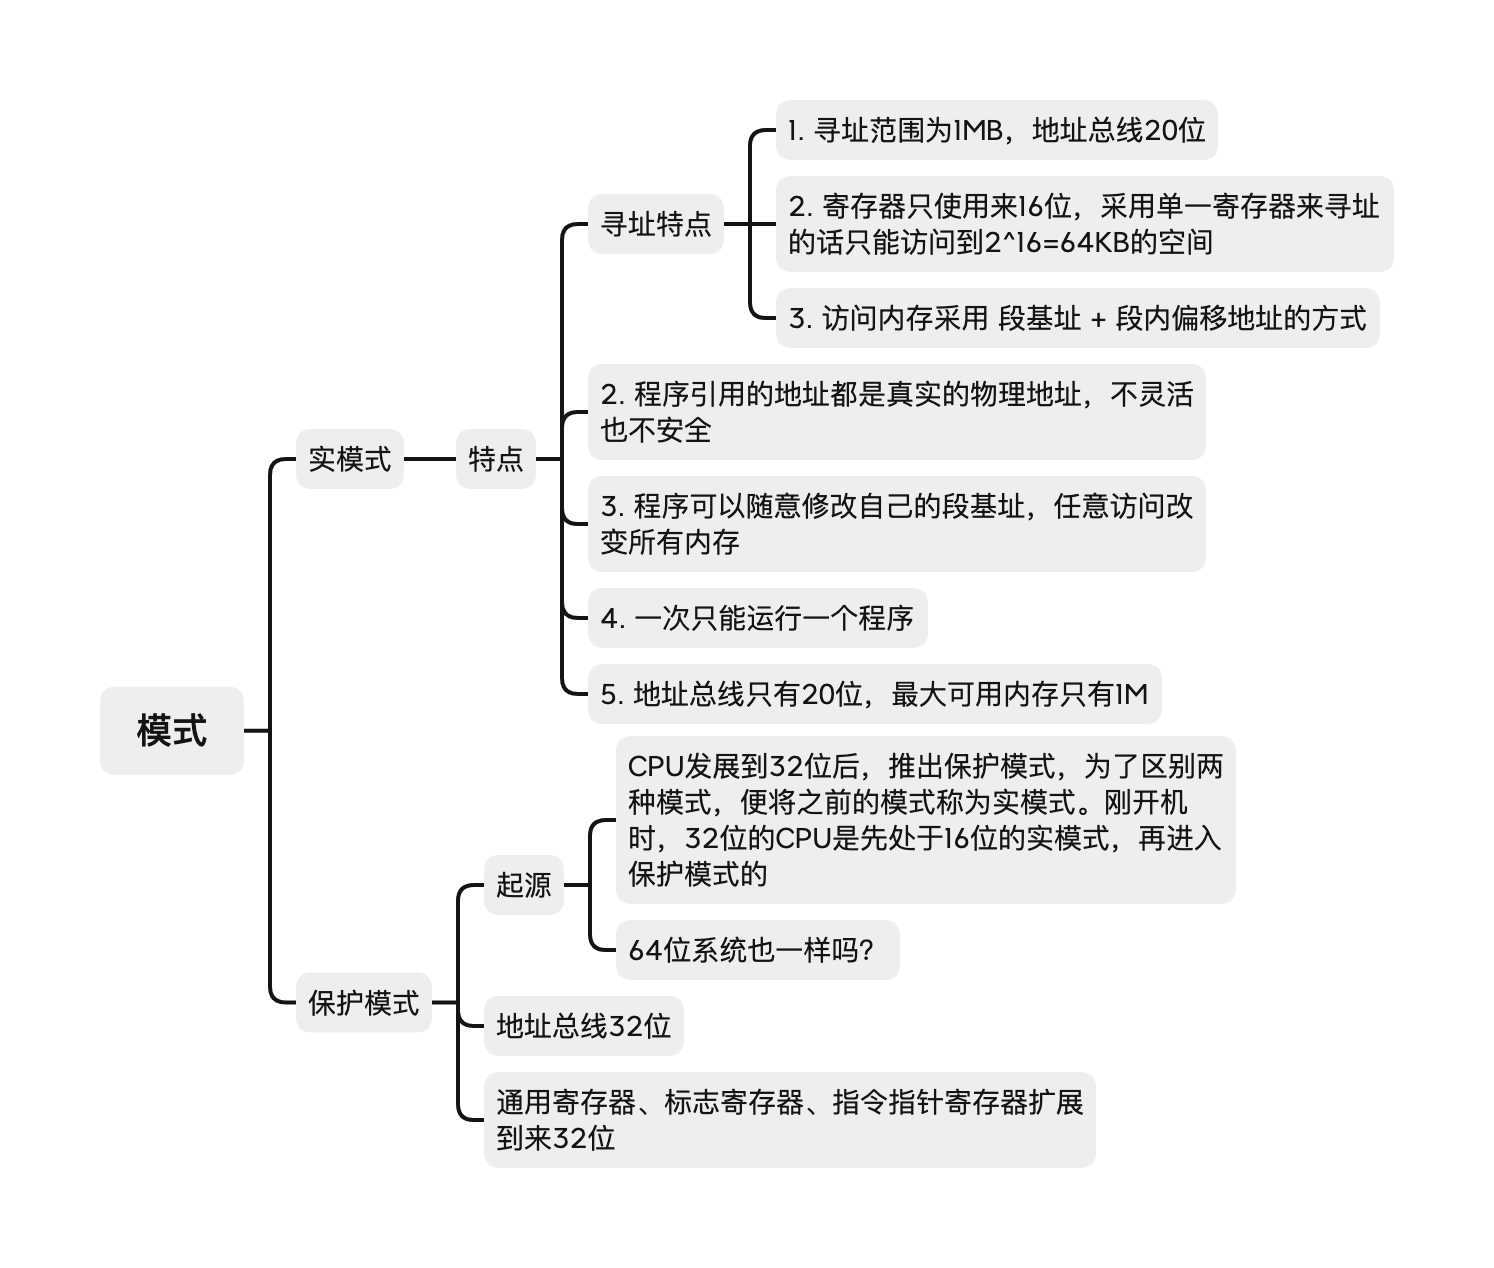 模式
实模式
特点
寻址特点
1. 寻址范围为1MB，地址总线20位
2. 寄存器只使用来16位，采用单一寄存器来寻址
的话只能访问到2^16=64KB的空间
3. 访问内存采用 段基址 + 段内偏移地址的方式
2. 程序引用的地址都是真实的物理地址，不灵活
也不安全
3. 程序可以随意修改自己的段基址，任意访问改
变所有内存
4. 一次只能运行一个程序
5. 地址总线只有20位，最大可用内存只有1M
保护模式
起源
CPU发展到32位后，推出保护模式，为了区别两
种模式，便将之前的模式称为实模式。刚开机
时，32位的CPU是先处于16位的实模式，再进入
保护模式的
64位系统也一样吗？
地址总线32位
通用寄存器、标志寄存器、指令指针寄存器扩展
到来32位